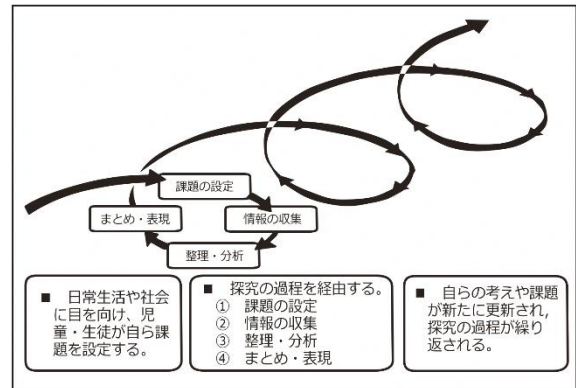 課題の設定
まとめ・表現
情報の収集
整理・分析
■ 日常生活や社会
に目を向け、児
童・生徒が自ら課
題を設定する。
■ 探究の過程を経由する。
① 課題の設定
② 情報の収集
③ 整理・分析
④ まとめ・表現
■ 自らの考えや課題
が新たに更新され,
探究の過程が繰り
返される。